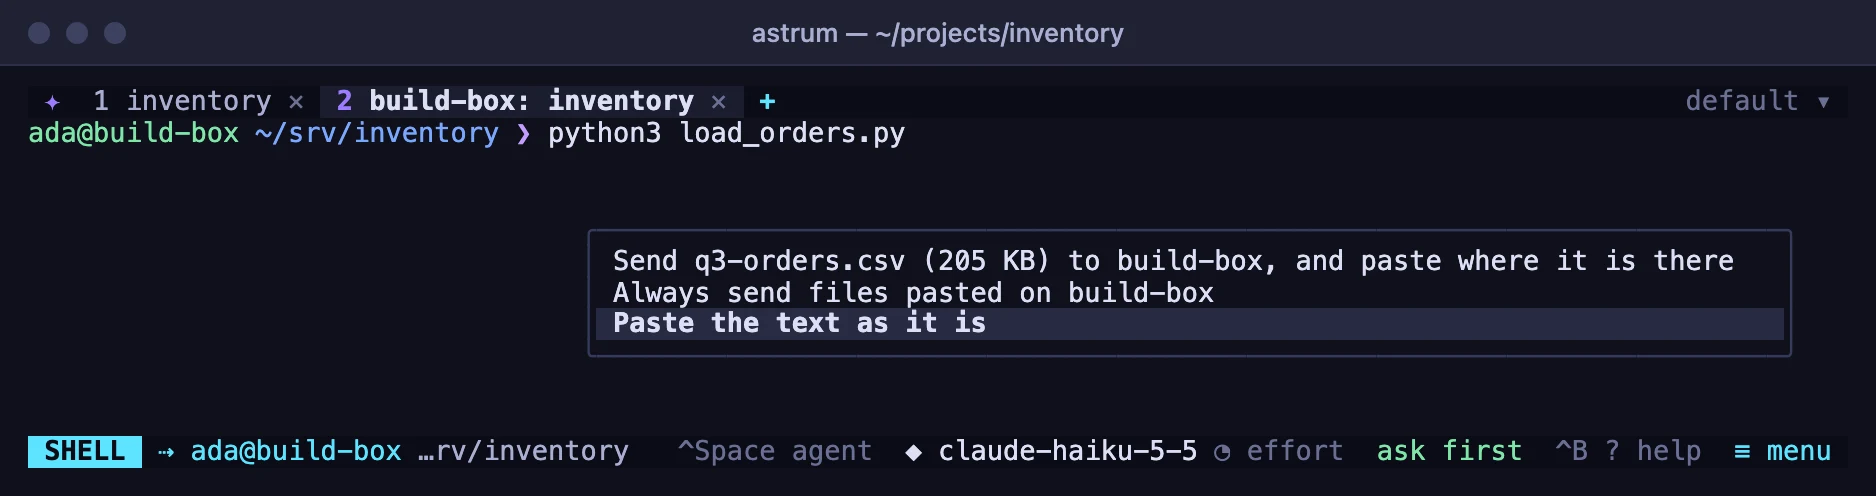 astrum — ~/projects/inventory
✦ 1 inventory × 2 build-box: inventory × + default ▾
ada@build-box ~/srv/inventory ❯ python3 load_orders.py
Send q3-orders.csv (205 KB) to build-box, and paste where it is there
Always send files pasted on build-box
Paste the text as it is
SHELL ⇢ ada@build-box …rv/inventory ^Space agent ◆ claude-haiku-5-5 ◔ effort ask first ^B ? help ≡ menu